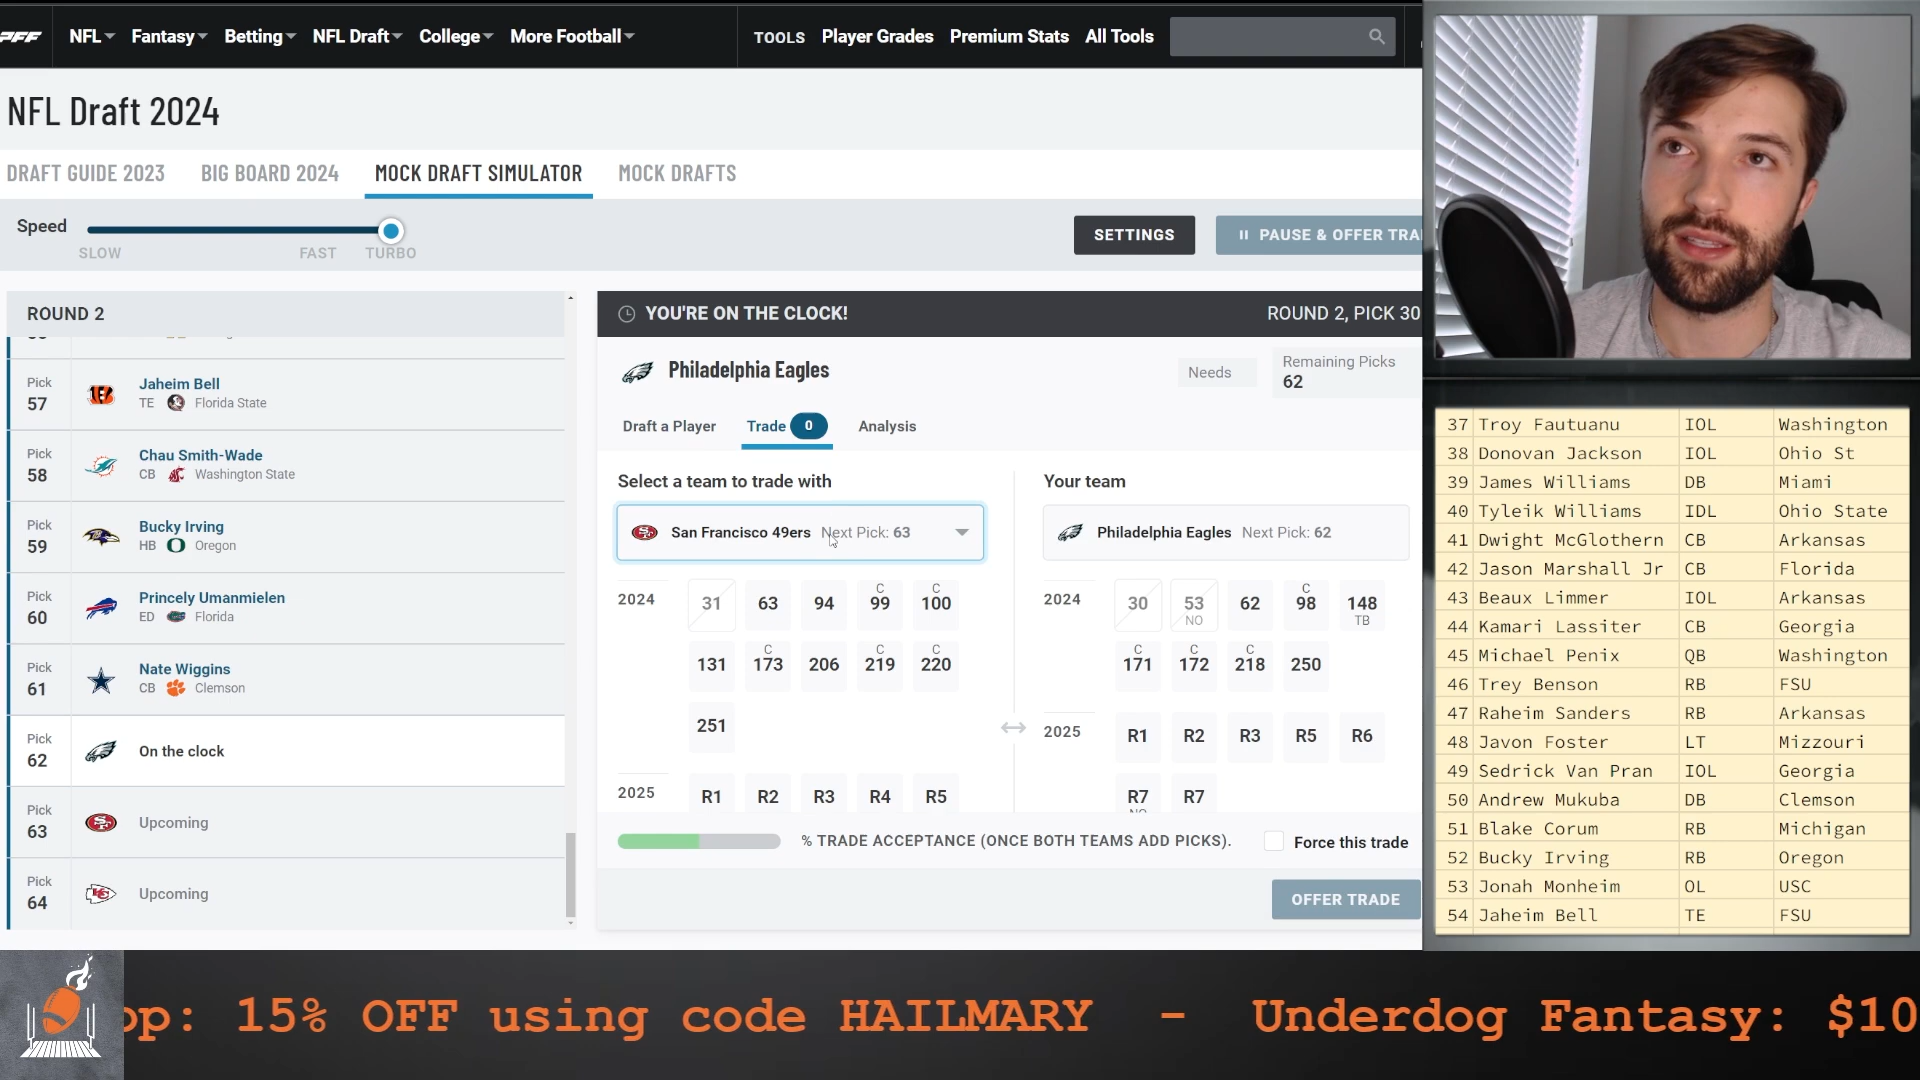 PFF NFL Fantasy Betting NFL Draft College More Football TOOLS Player Grades Premium Stats All Tools
NFL Draft 2024
DRAFT GUIDE 2023 BIG BOARD 2024 MOCK DRAFT SIMULATOR MOCK DRAFTS
Speed
SLOW FAST TURBO
SETTINGS
PAUSE & OFFER TRA
ROUND 2
Pick 57
Jaheim Bell
TE Florida State
Pick 58
Chau Smith-Wade
CB Washington State
Pick 59
Bucky Irving
HB Oregon
Pick 60
Princely Umanmielen
ED Florida
Pick 61
Nate Wiggins
CB Clemson
Pick 62
On the clock
Pick 63
Upcoming
Pick 64
Upcoming
YOU'RE ON THE CLOCK! ROUND 2, PICK 30
Philadelphia Eagles
Needs
Remaining Picks
62
Draft a Player Trade 0 Analysis
Select a team to trade with
San Francisco 49ers Next Pick: 63
2024 31 63 94 C 99 C 100
131 C 173 206 C 219 C 220
251
2025 R1 R2 R3 R4 R5
Your team
Philadelphia Eagles Next Pick: 62
2024 30 53 NO 62 C 98 148 TB
C 171 C 172 C 218 250
2025 R1 R2 R3 R5 R6
R7 NO R7
% TRADE ACCEPTANCE (ONCE BOTH TEAMS ADD PICKS).
Force this trade
OFFER TRADE
37 Troy Fautuanu IOL Washington
38 Donovan Jackson IOL Ohio St
39 James Williams DB Miami
40 Tyleik Williams IDL Ohio State
41 Dwight McGlothern CB Arkansas
42 Jason Marshall Jr CB Florida
43 Beaux Limmer IOL Arkansas
44 Kamari Lassiter CB Georgia
45 Michael Penix QB Washington
46 Trey Benson RB FSU
47 Raheim Sanders RB Arkansas
48 Javon Foster LT Mizzouri
49 Sedrick Van Pran IOL Georgia
50 Andrew Mukuba DB Clemson
51 Blake Corum RB Michigan
52 Bucky Irving RB Oregon
53 Jonah Monheim OL USC
54 Jaheim Bell TE FSU
op: 15% OFF using code HAILMARY - Underdog Fantasy: $10